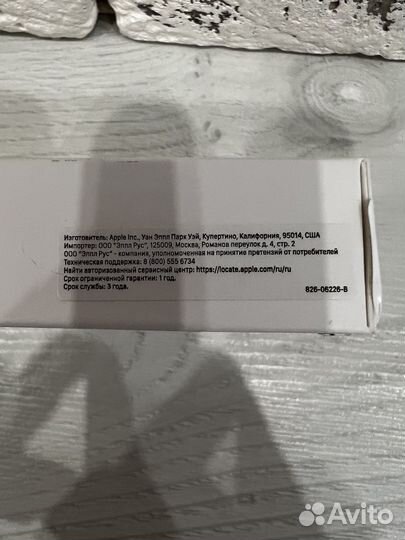 Изготовитель: Apple Inc., Уан Эппл Парк Уэй, Купертино, Калифорния, 95014, США
Импортер: ООО "Эппл Рус", 125009, Москва, Романов переулок д. 4, стр. 2
ООО "Эппл Рус" - компания, уполномоченная на принятие претензий от потребителей
Техническая поддержка: 8 (800) 555 6734
Найти авторизованный сервисный центр: https://locate.apple.com/ru/ru
Срок ограниченной гарантии: 1 год.
Срок службы: 3 года.
826-06226-B
Avito